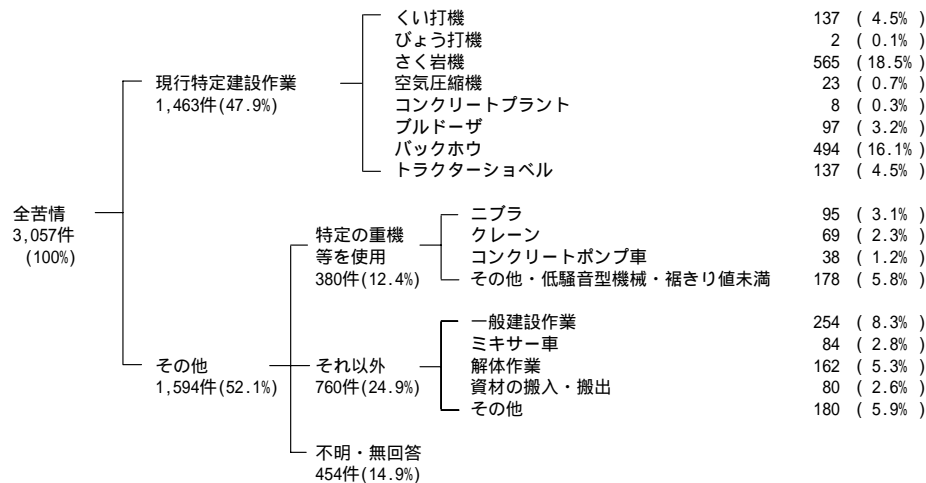 くい打機 137 ( 4.5% )
びょう打機 2 ( 0.1% )
さく岩機 565 ( 18.5% )
現行特定建設作業 空気圧縮機 23 ( 0.7% )
1,463件(47.9%) コンクリートプラント 8 ( 0.3% )
ブルドーザ 97 ( 3.2% )
バックホウ 494 ( 16.1% )
トラクターショベル 137 ( 4.5% )
全苦情
3,057件
(100%)
ニブラ 95 ( 3.1% )
特定の重機
等を使用
380件(12.4%)
クレーン 69 ( 2.3% )
コンクリートポンプ車 38 ( 1.2% )
その他・低騒音型機械・裾きり値未満 178 ( 5.8% )
その他
1,594件(52.1%)
それ以外
760件(24.9%)
一般建設作業 254 ( 8.3% )
ミキサー車 84 ( 2.8% )
解体作業 162 ( 5.3% )
資材の搬入・搬出 80 ( 2.6% )
その他 180 ( 5.9% )
不明・無回答
454件(14.9%)